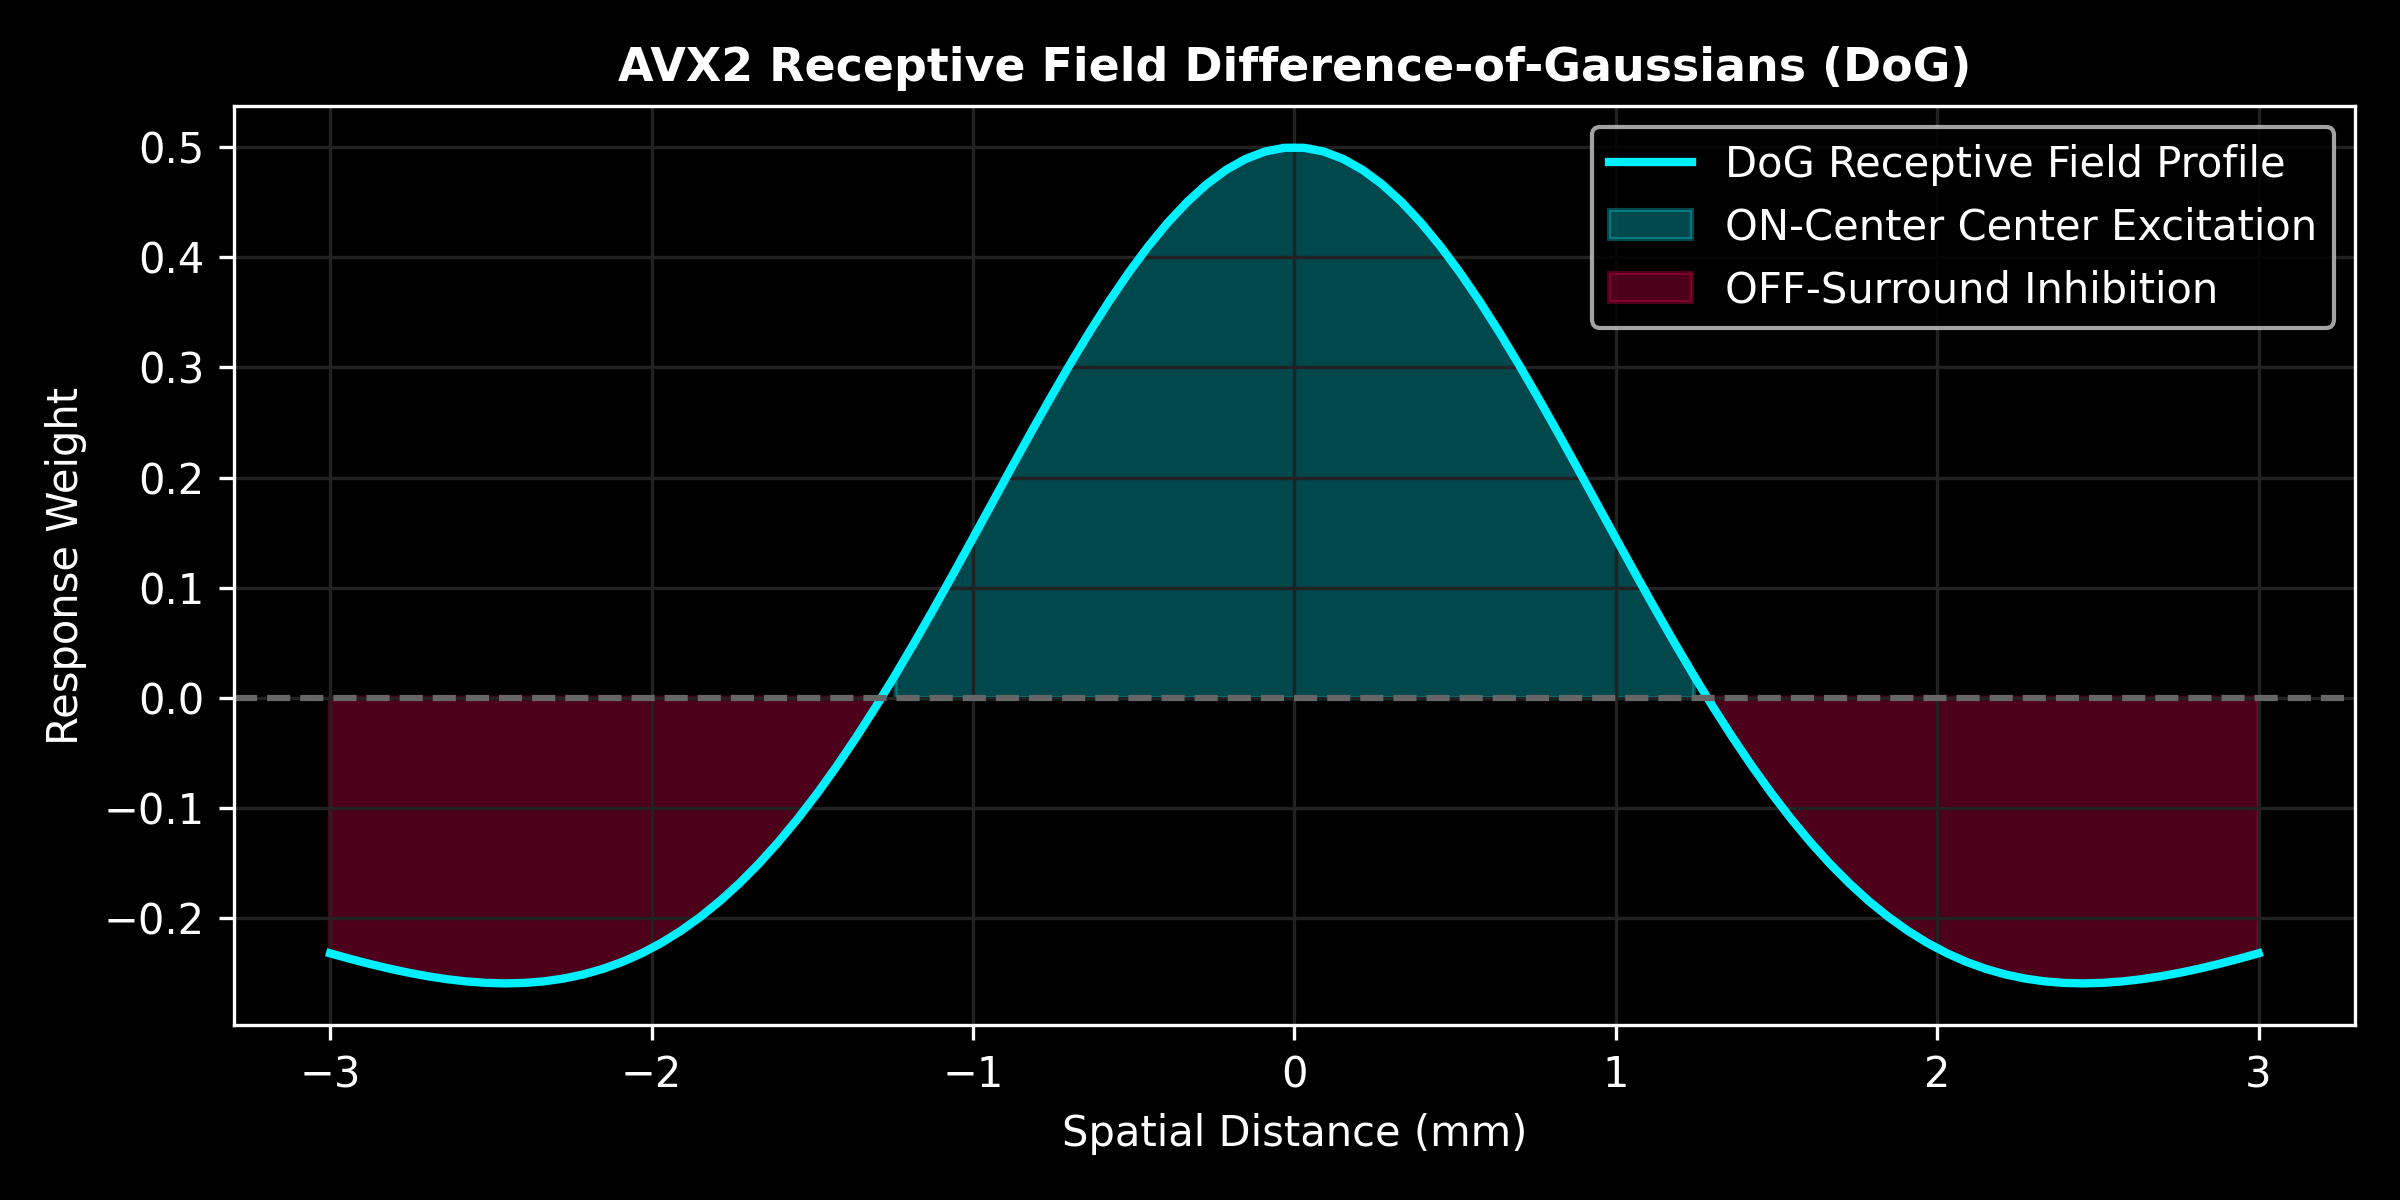 AVX2 Receptive Field Difference-of-Gaussians (DoG)
DoG Receptive Field Profile
ON-Center Center Excitation
OFF-Surround Inhibition
Response Weight
0.5
0.4
0.3
0.2
0.1
0.0
−0.1
−0.2
−3
−2
−1
0
1
2
3
Spatial Distance (mm)